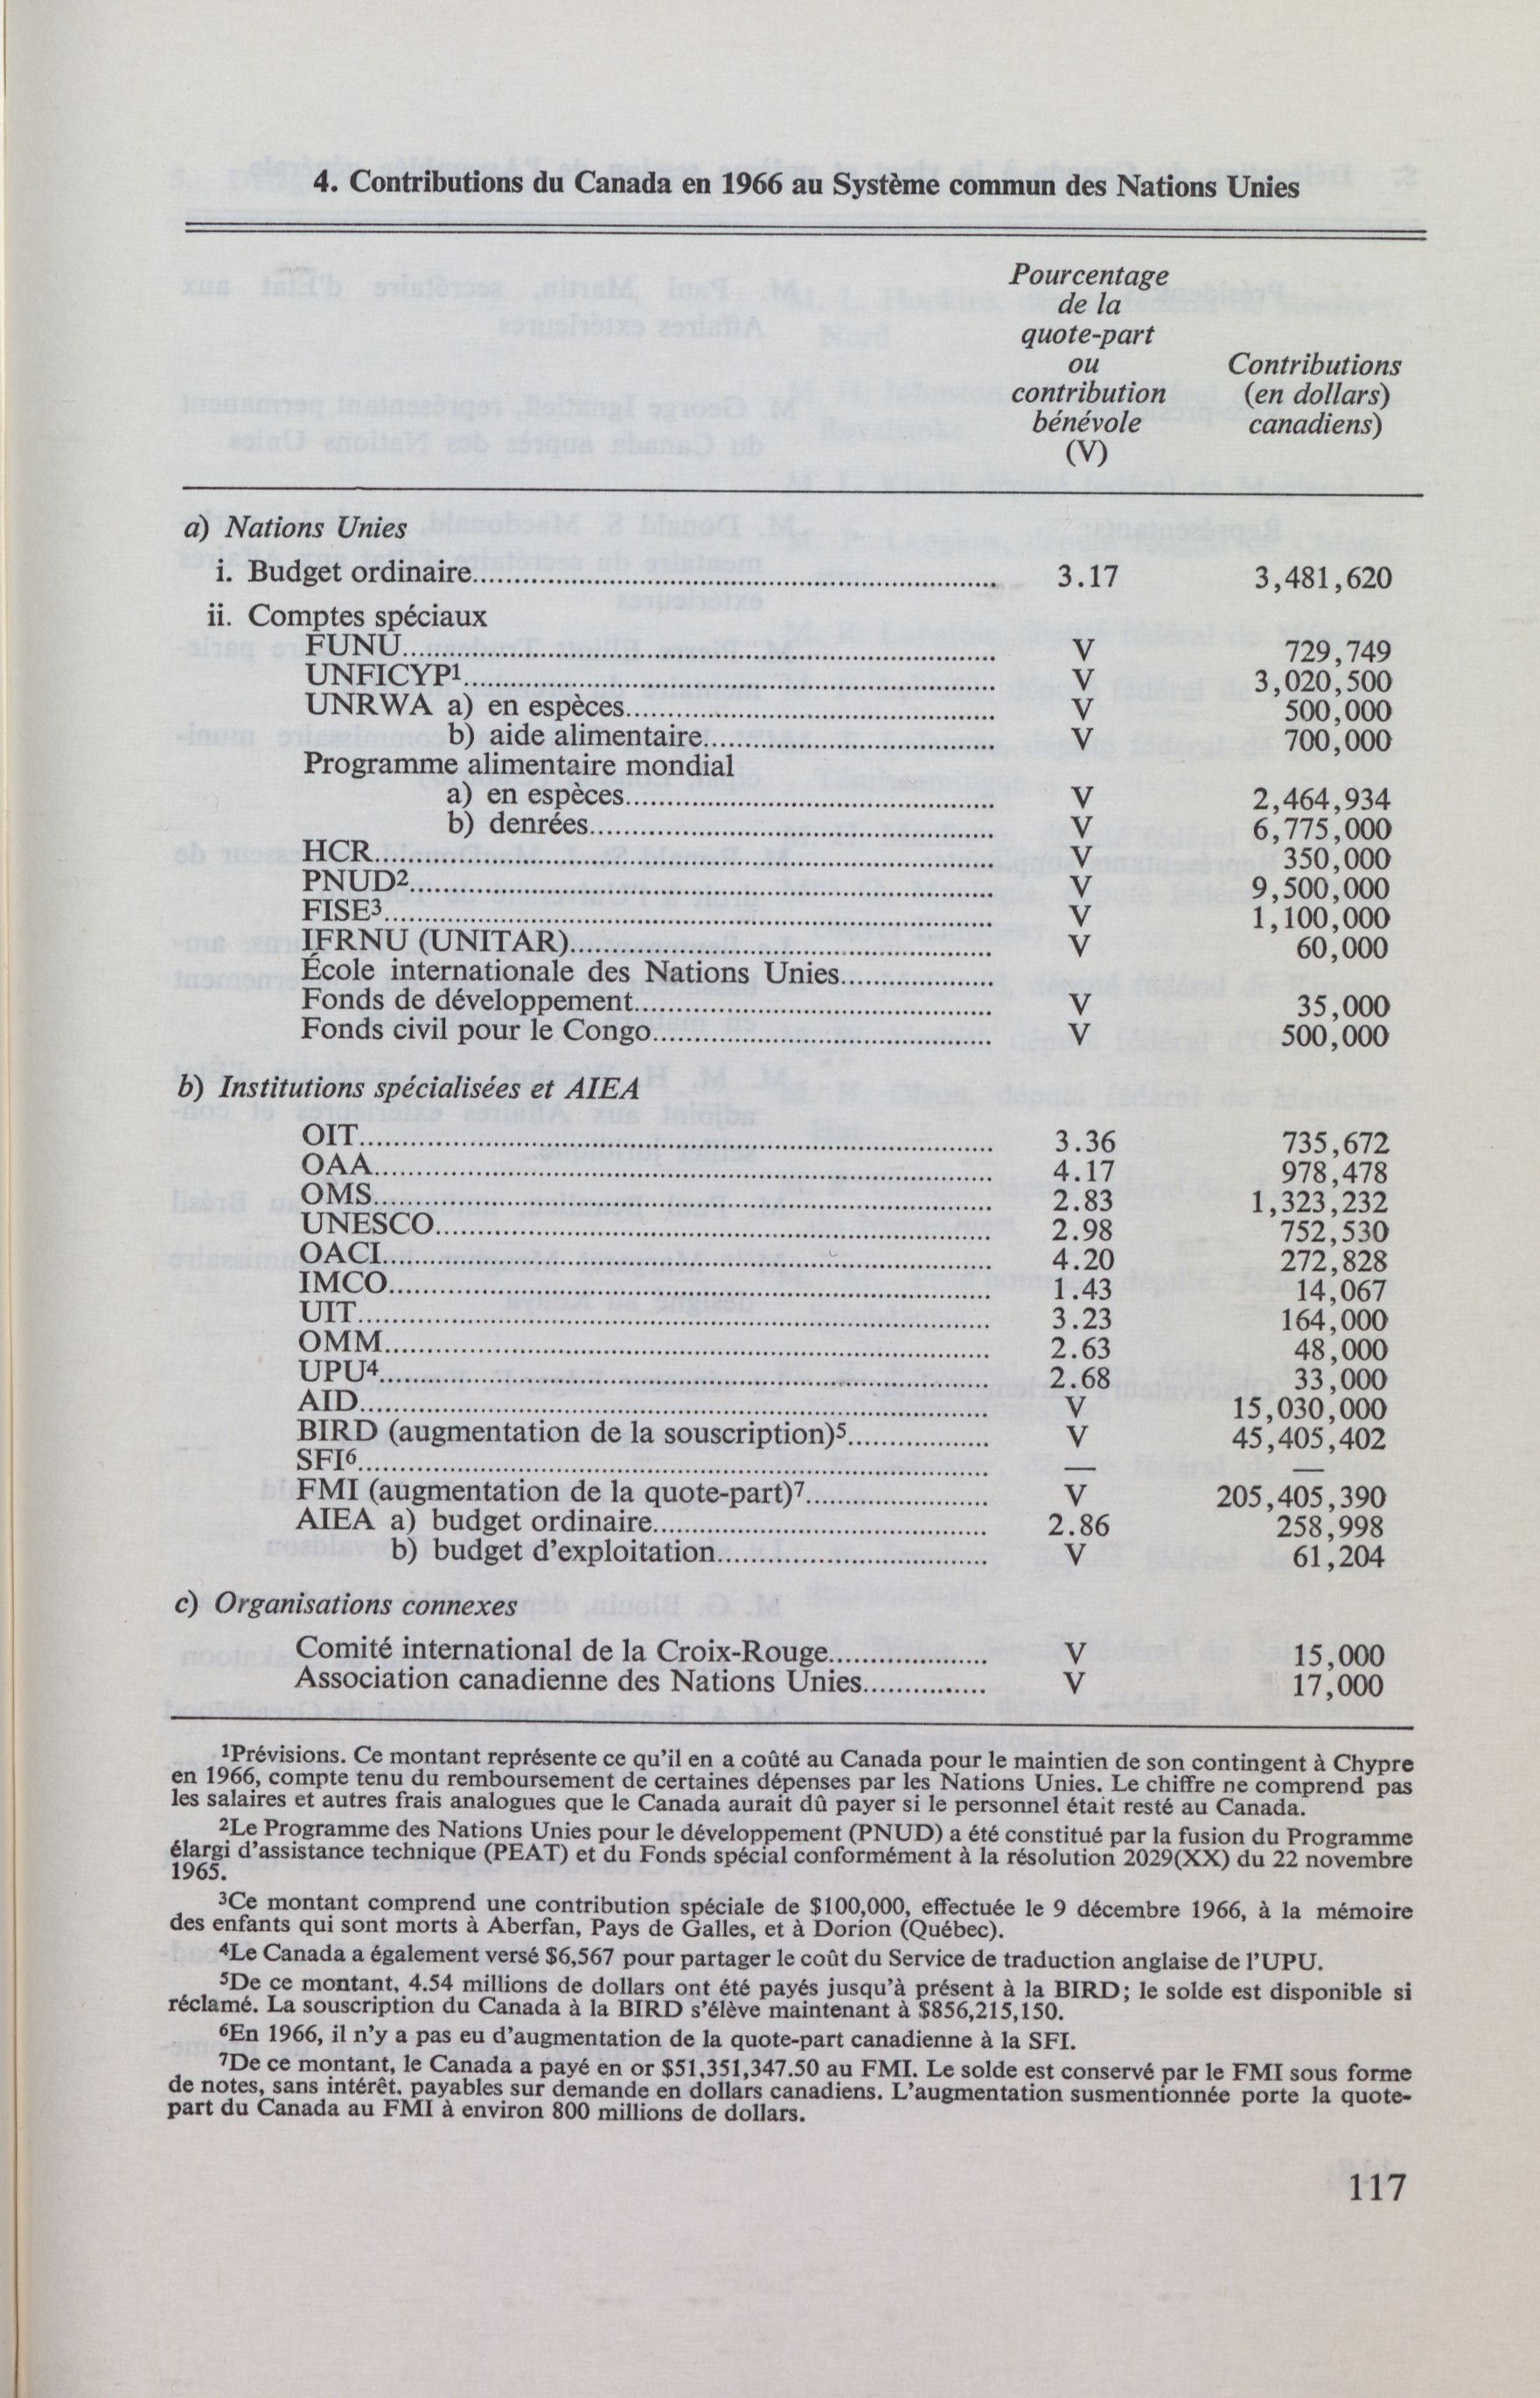 4. Contributions du Canada en 1966 au Système commun des Nations Unies
Pourcentage
de la
quote-part
ou
contribution
bénévole
(V)
Contributions
(en dollars)
canadiens)
a) Nations Unies
i. Budget ordinaire 3.17 3,481,620
ii. Comptes spéciaux
FUNU V 729,749
UNFICYP¹ V 3,020,500
UNRWA a) en espèces V 500,000
b) aide alimentaire V 700,000
Programme alimentaire mondial
a) en espèces V 2,464,934
b) denrées V 6,775,000
HCR V 350,000
PNUD² V 9,500,000
FISE³ V 1,100,000
IFRNU (UNITAR) V 60,000
École internationale des Nations Unies
Fonds de développement V 35,000
Fonds civil pour le Congo V 500,000
b) Institutions spécialisées et AIEA
OIT 3.36 735,672
OAA 4.17 978,478
OMS 2.83 1,323,232
UNESCO 2.98 752,530
OACI 4.20 272,828
IMCO 1.43 14,067
UIT 3.23 164,000
OMM 2.63 48,000
UPU⁴ 2.68 33,000
AID V 15,030,000
BIRD (augmentation de la souscription)⁵ V 45,405,402
SFI⁶ — —
FMI (augmentation de la quote-part)⁷ V 205,405,390
AIEA a) budget ordinaire 2.86 258,998
b) budget d'exploitation V 61,204
c) Organisations connexes
Comité international de la Croix-Rouge V 15,000
Association canadienne des Nations Unies V 17,000
¹Prévisions. Ce montant représente ce qu'il en a coûté au Canada pour le maintien de son contingent à Chypre
en 1966, compte tenu du remboursement de certaines dépenses par les Nations Unies. Le chiffre ne comprend pas
les salaires et autres frais analogues que le Canada aurait dû payer si le personnel était resté au Canada.
²Le Programme des Nations Unies pour le développement (PNUD) a été constitué par la fusion du Programme
élargi d'assistance technique (PEAT) et du Fonds spécial conformément à la résolution 2029(XX) du 22 novembre
1965.
³Ce montant comprend une contribution spéciale de $100,000, effectuée le 9 décembre 1966, à la mémoire
des enfants qui sont morts à Aberfan, Pays de Galles, et à Dorion (Québec).
⁴Le Canada a également versé $6,567 pour partager le coût du Service de traduction anglaise de l'UPU.
⁵De ce montant, 4.54 millions de dollars ont été payés jusqu'à présent à la BIRD; le solde est disponible si
réclamé. La souscription du Canada à la BIRD s'élève maintenant à $856,215,150.
⁶En 1966, il n'y a pas eu d'augmentation de la quote-part canadienne à la SFI.
⁷De ce montant, le Canada a payé en or $51,351,347.50 au FMI. Le solde est conservé par le FMI sous forme
de notes, sans intérêt, payables sur demande en dollars canadiens. L'augmentation susmentionnée porte la quote-
part du Canada au FMI à environ 800 millions de dollars.
117